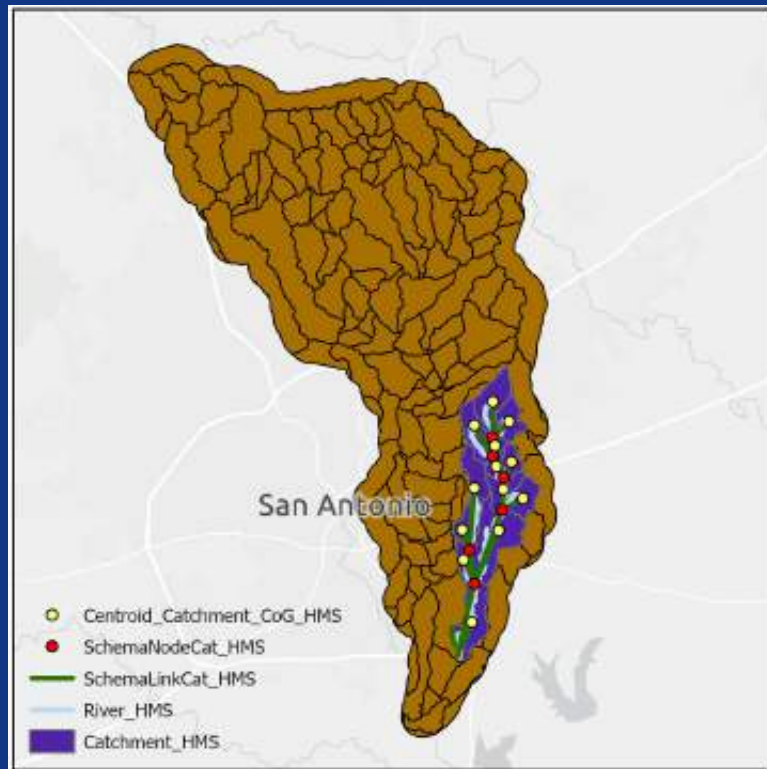 San Antonio
Centroid_Catchment_CoG_HMS
SchemaNodeCat_HMS
SchemaLinkCat_HMS
River_HMS
Catchment_HMS